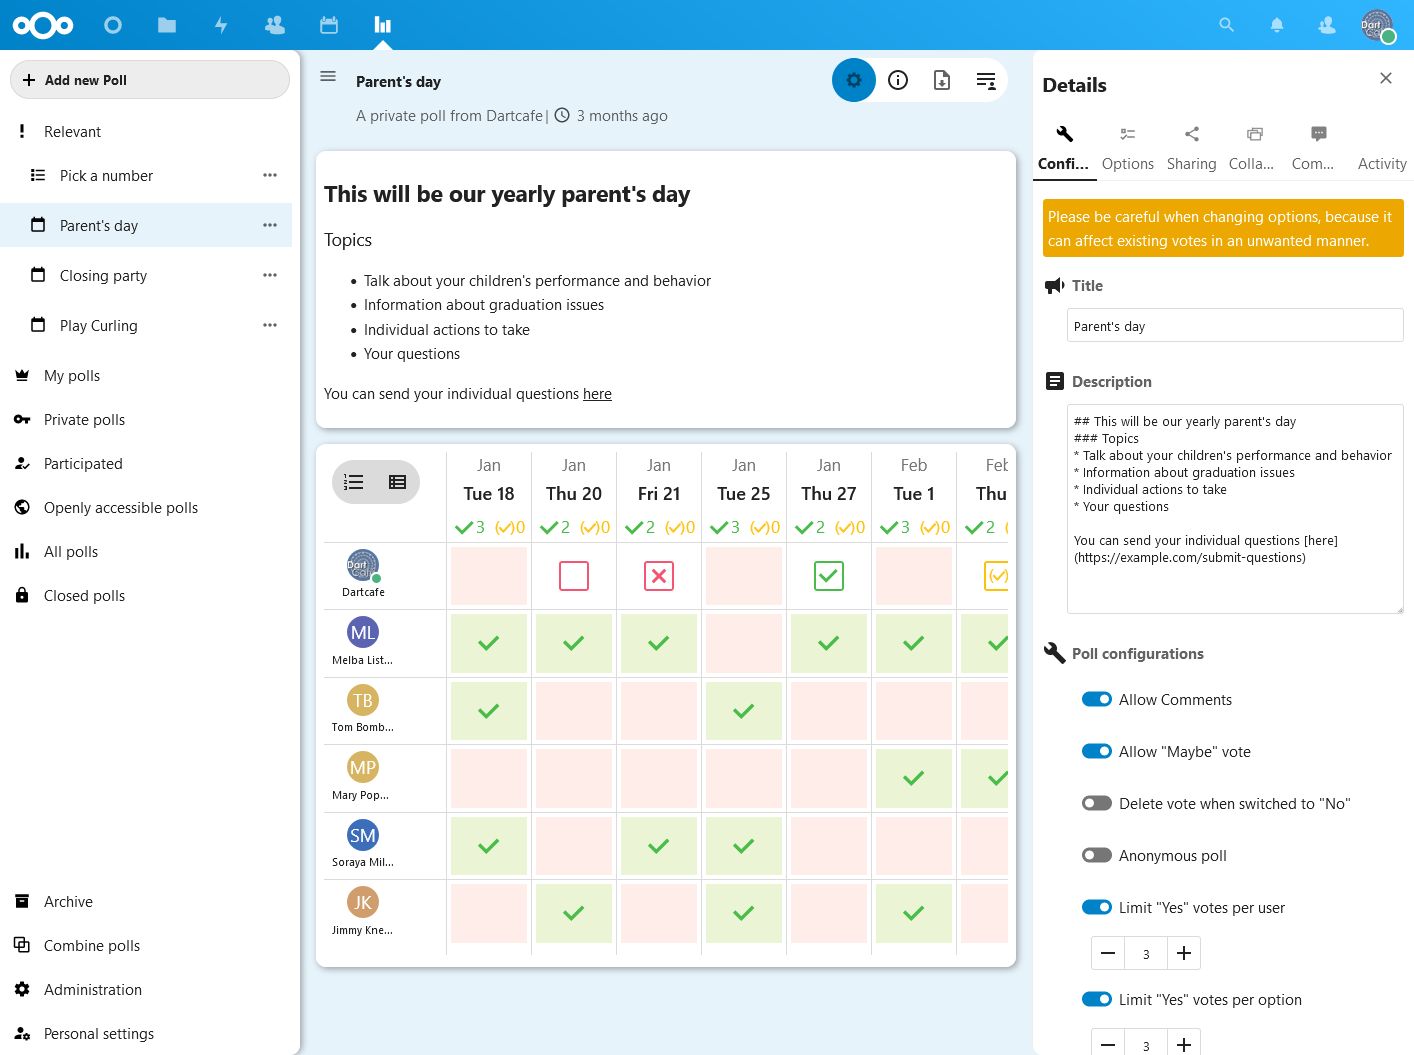 Add new Poll
Relevant
Pick a number
Parent's day
Closing party
Play Curling
My polls
Private polls
Participated
Openly accessible polls
All polls
Closed polls
Archive
Combine polls
Administration
Personal settings
Parent's day
A private poll from Dartcafe | 3 months ago
This will be our yearly parent's day
Topics
• Talk about your children's performance and behavior
• Information about graduation issues
• Individual actions to take
• Your questions
You can send your individual questions here
Jan Jan Jan Jan Jan Feb Feb
Tue 18 Thu 20 Fri 21 Tue 25 Thu 27 Tue 1 Thu
3 (✓)0 2 (✓)0 2 (✓)0 3 (✓)0 2 (✓)0 3 (✓)0 2
Dartcafe
ML
Melba List...
TB
Tom Bomb...
MP
Mary Pop...
SM
Soraya Mil...
JK
Jimmy Kne...
Details
Confi... Options Sharing Colla... Com... Activity
Please be careful when changing options, because it
can affect existing votes in an unwanted manner.
Title
Parent's day
Description
## This will be our yearly parent's day
### Topics
* Talk about your children's performance and behavior
* Information about graduation issues
* Individual actions to take
* Your questions
You can send your individual questions [here]
(https://example.com/submit-questions)
Poll configurations
Allow Comments
Allow "Maybe" vote
Delete vote when switched to "No"
Anonymous poll
Limit "Yes" votes per user
3
Limit "Yes" votes per option
3